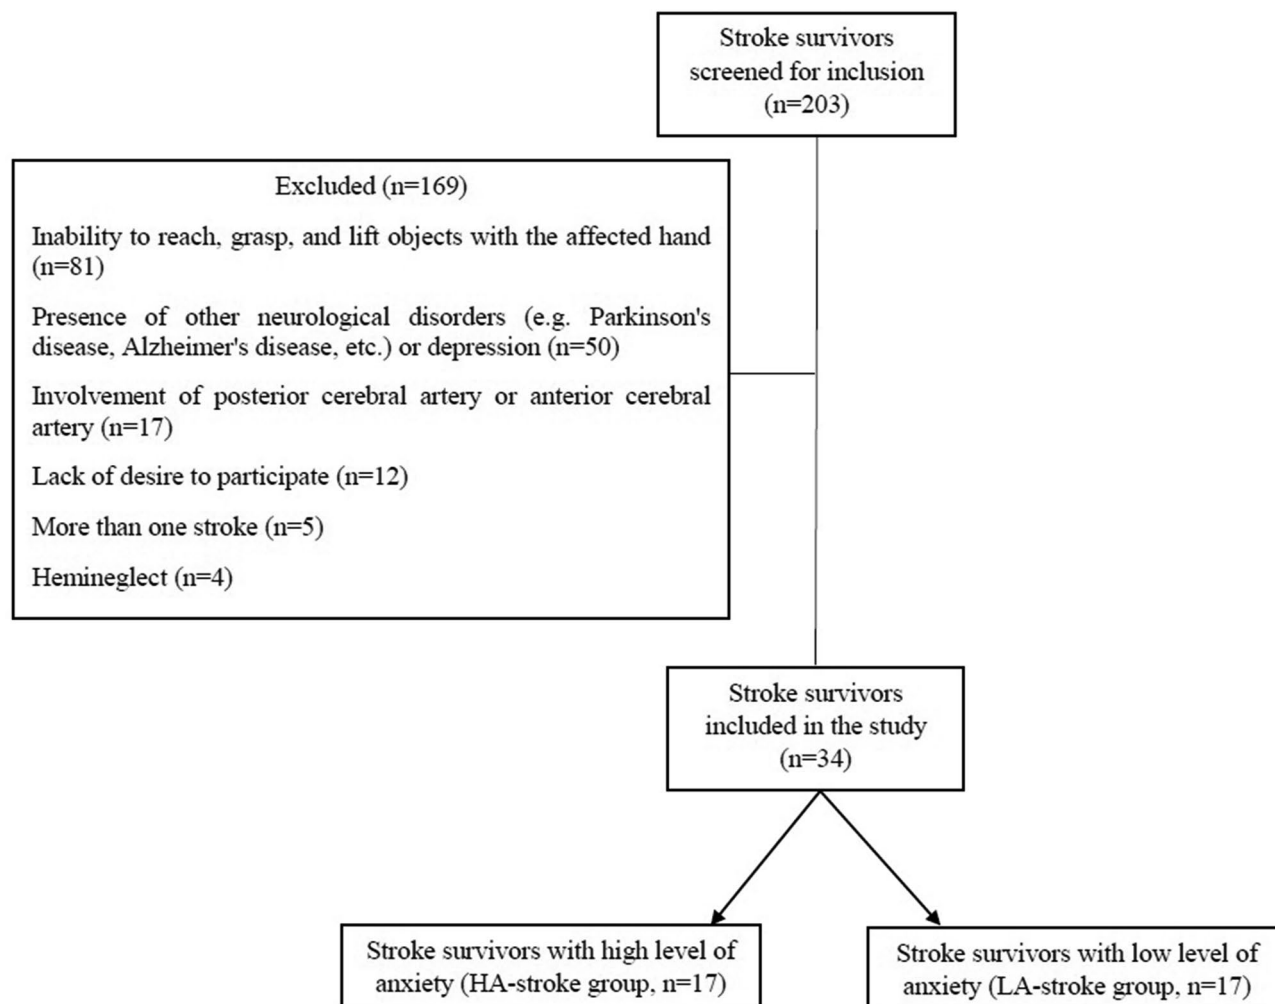 Stroke survivors
screened for inclusion
(n=203)
Excluded (n=169)
Inability to reach, grasp, and lift objects with the affected hand
(n=81)
Presence of other neurological disorders (e.g. Parkinson's
disease, Alzheimer's disease, etc.) or depression (n=50)
Involvement of posterior cerebral artery or anterior cerebral
artery (n=17)
Lack of desire to participate (n=12)
More than one stroke (n=5)
Hemineglect (n=4)
Stroke survivors
included in the study
(n=34)
Stroke survivors with high level of
anxiety (HA-stroke group, n=17)
Stroke survivors with low level of
anxiety (LA-stroke group, n=17)